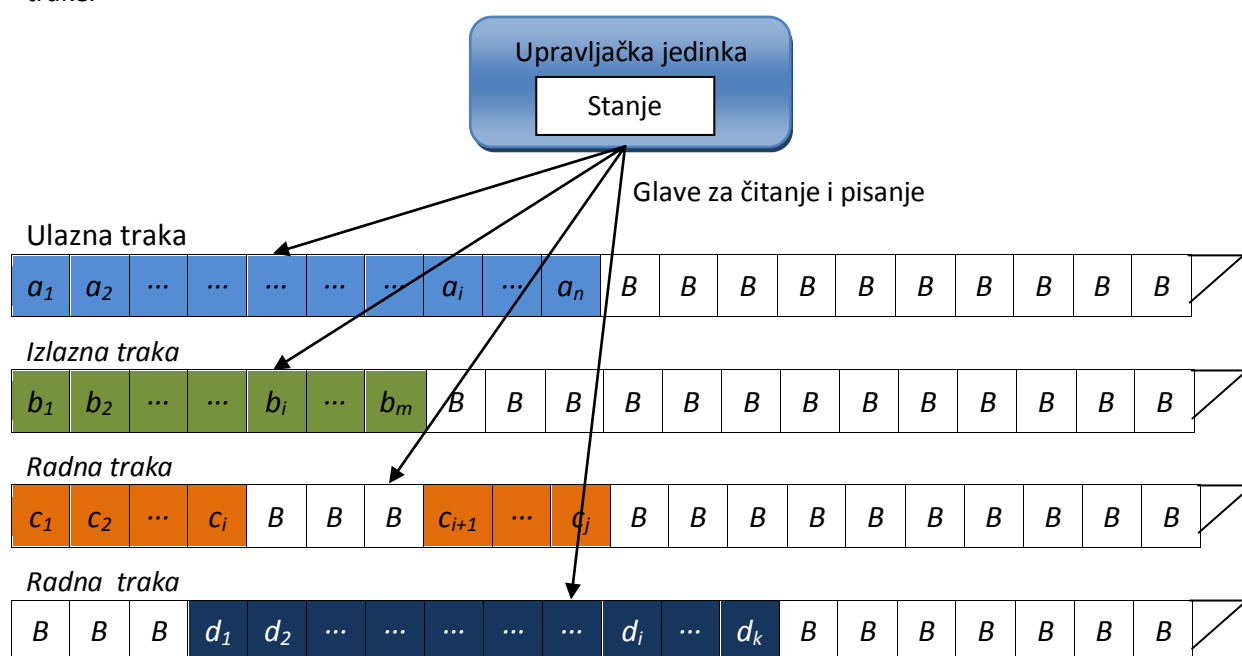 trake.
Upravljačka jedinka
Stanje
Glave za čitanje i pisanje
Ulazna traka
a₁ a₂ ··· ··· ··· ··· ··· aᵢ ··· aₙ B B B B B B B B B B
Izlazna traka
b₁ b₂ ··· ··· bᵢ ··· bₘ B B B B B B B B B B B B B
Radna traka
c₁ c₂ ··· cᵢ B B B cᵢ₊₁ ··· cⱼ B B B B B B B B B B
Radna traka
B B B d₁ d₂ ··· ··· ··· ··· ··· dᵢ ··· dₖ B B B B B B B